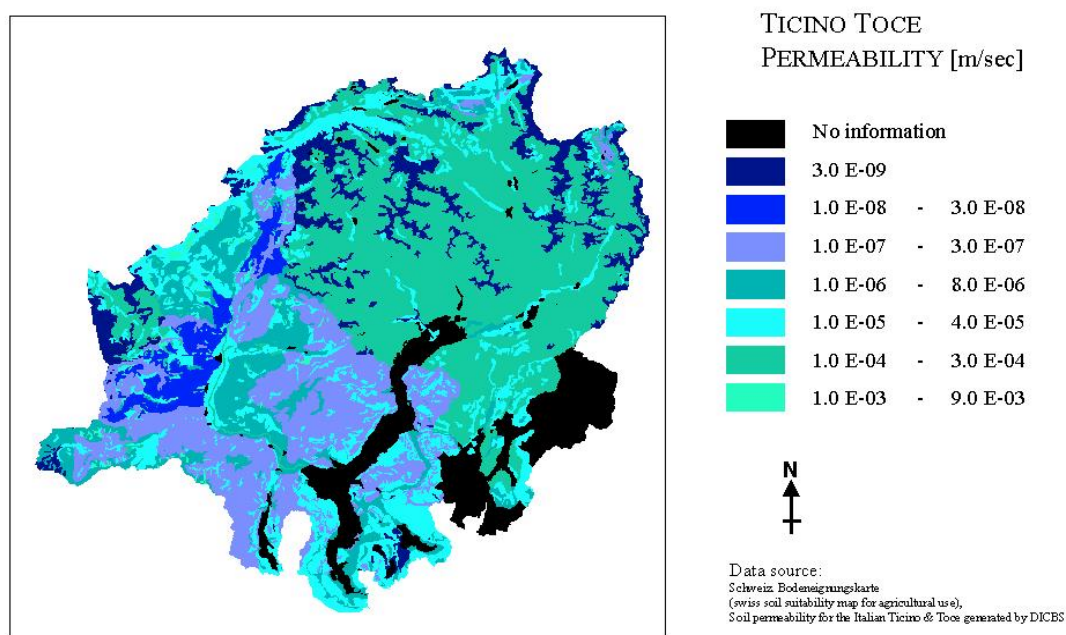 TICINO TOCE
PERMEABILITY [m/sec]
No information
3.0 E-09
1.0 E-08 - 3.0 E-08
1.0 E-07 - 3.0 E-07
1.0 E-06 - 8.0 E-06
1.0 E-05 - 4.0 E-05
1.0 E-04 - 3.0 E-04
1.0 E-03 - 9.0 E-03
N
Data source:
Schweiz. Bodeneignungskarte
(swiss soil suitability map for agricultural use),
Soil permeability for the Italian Ticino & Toce generated by DICBS